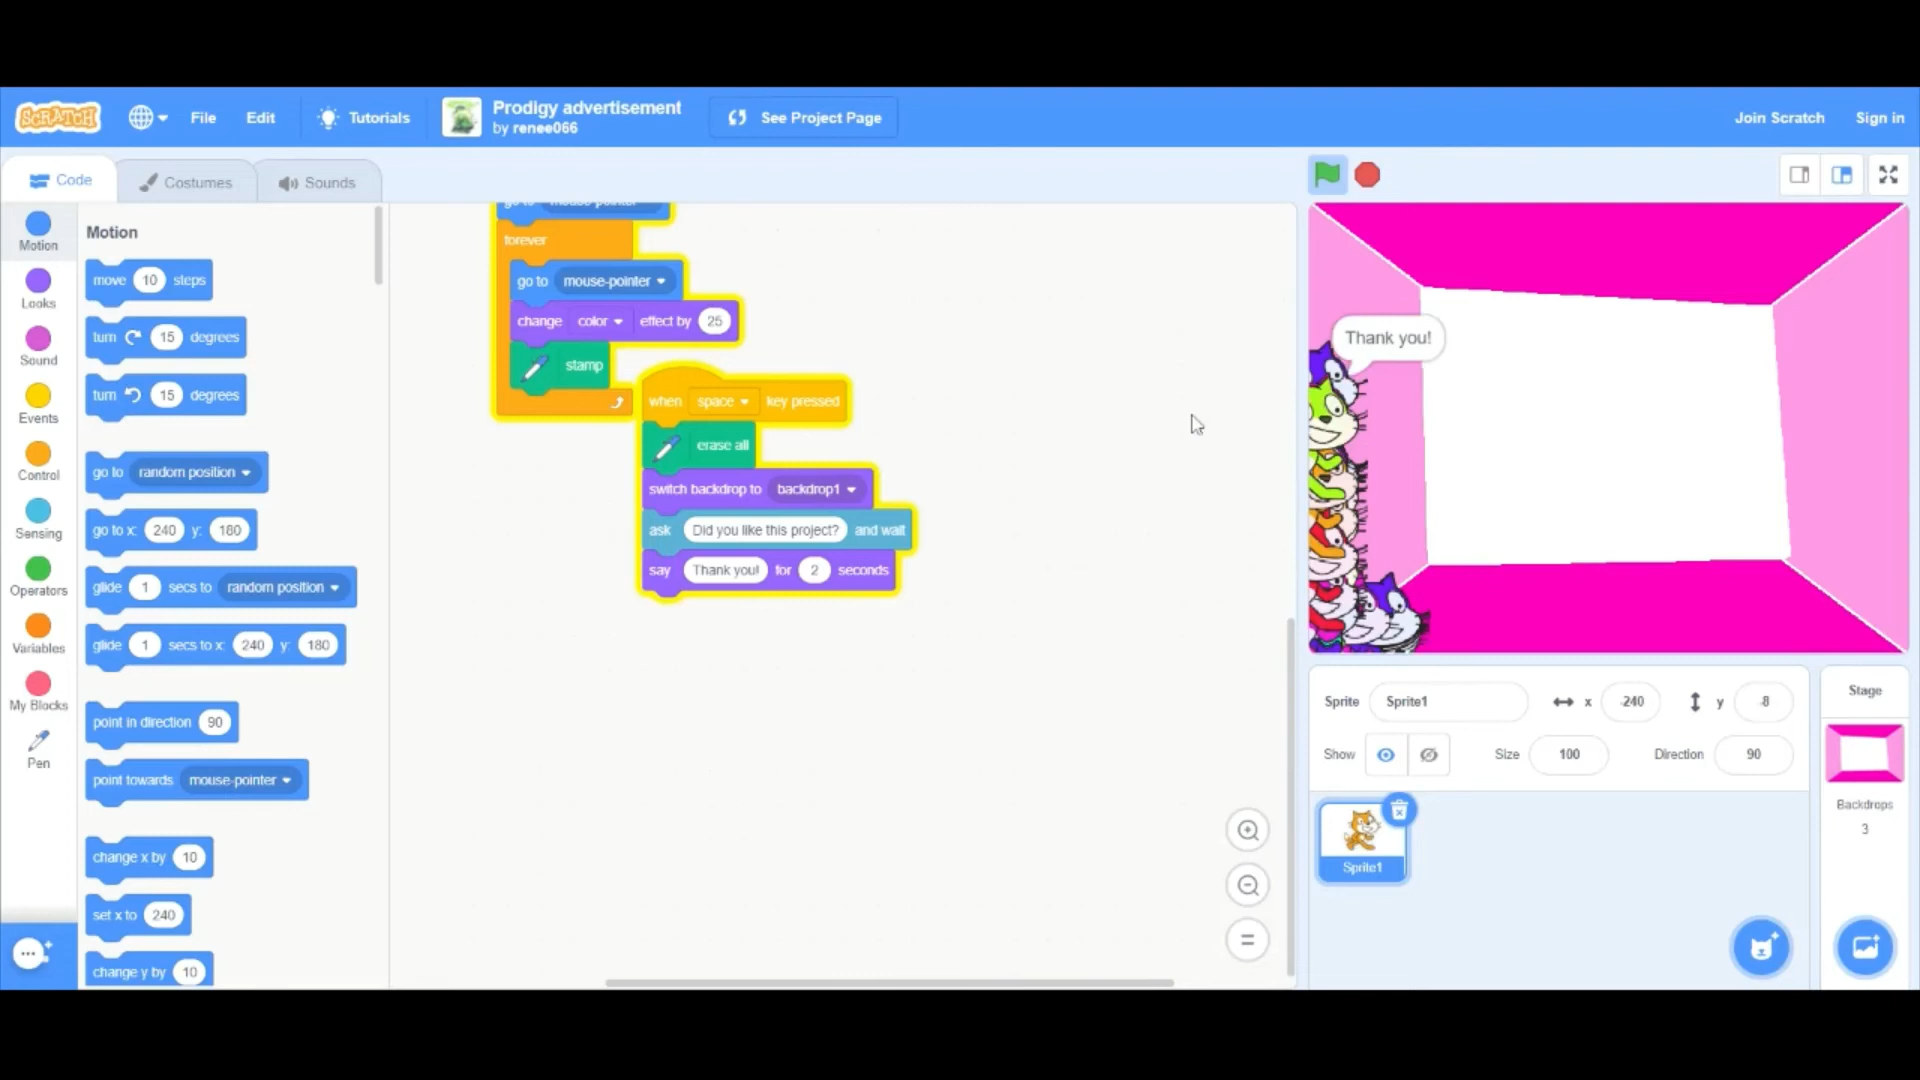 SCRATCH
File
Edit
Tutorials
Prodigy advertisement
by renee066
See Project Page
Join Scratch
Sign in
Code
Costumes
Sounds
Motion
Looks
Sound
Events
Control
Sensing
Operators
Variables
My Blocks
Pen
Motion
move 10 steps
turn 15 degrees
turn 15 degrees
go to random position
go to x: 240 y: 180
glide 1 secs to random position
glide 1 secs to x: 240 y: 180
point in direction 90
point towards mouse-pointer
change x by 10
set x to 240
change y by 10
go to mouse-pointer
forever
go to mouse-pointer
change color effect by 25
stamp
when space key pressed
erase all
switch backdrop to backdrop1
ask Did you like this project? and wait
say Thank you! for 2 seconds
Thank you!
Sprite Sprite1 x -240 y -8
Show Size 100 Direction 90
Sprite1
Stage
Backdrops
3